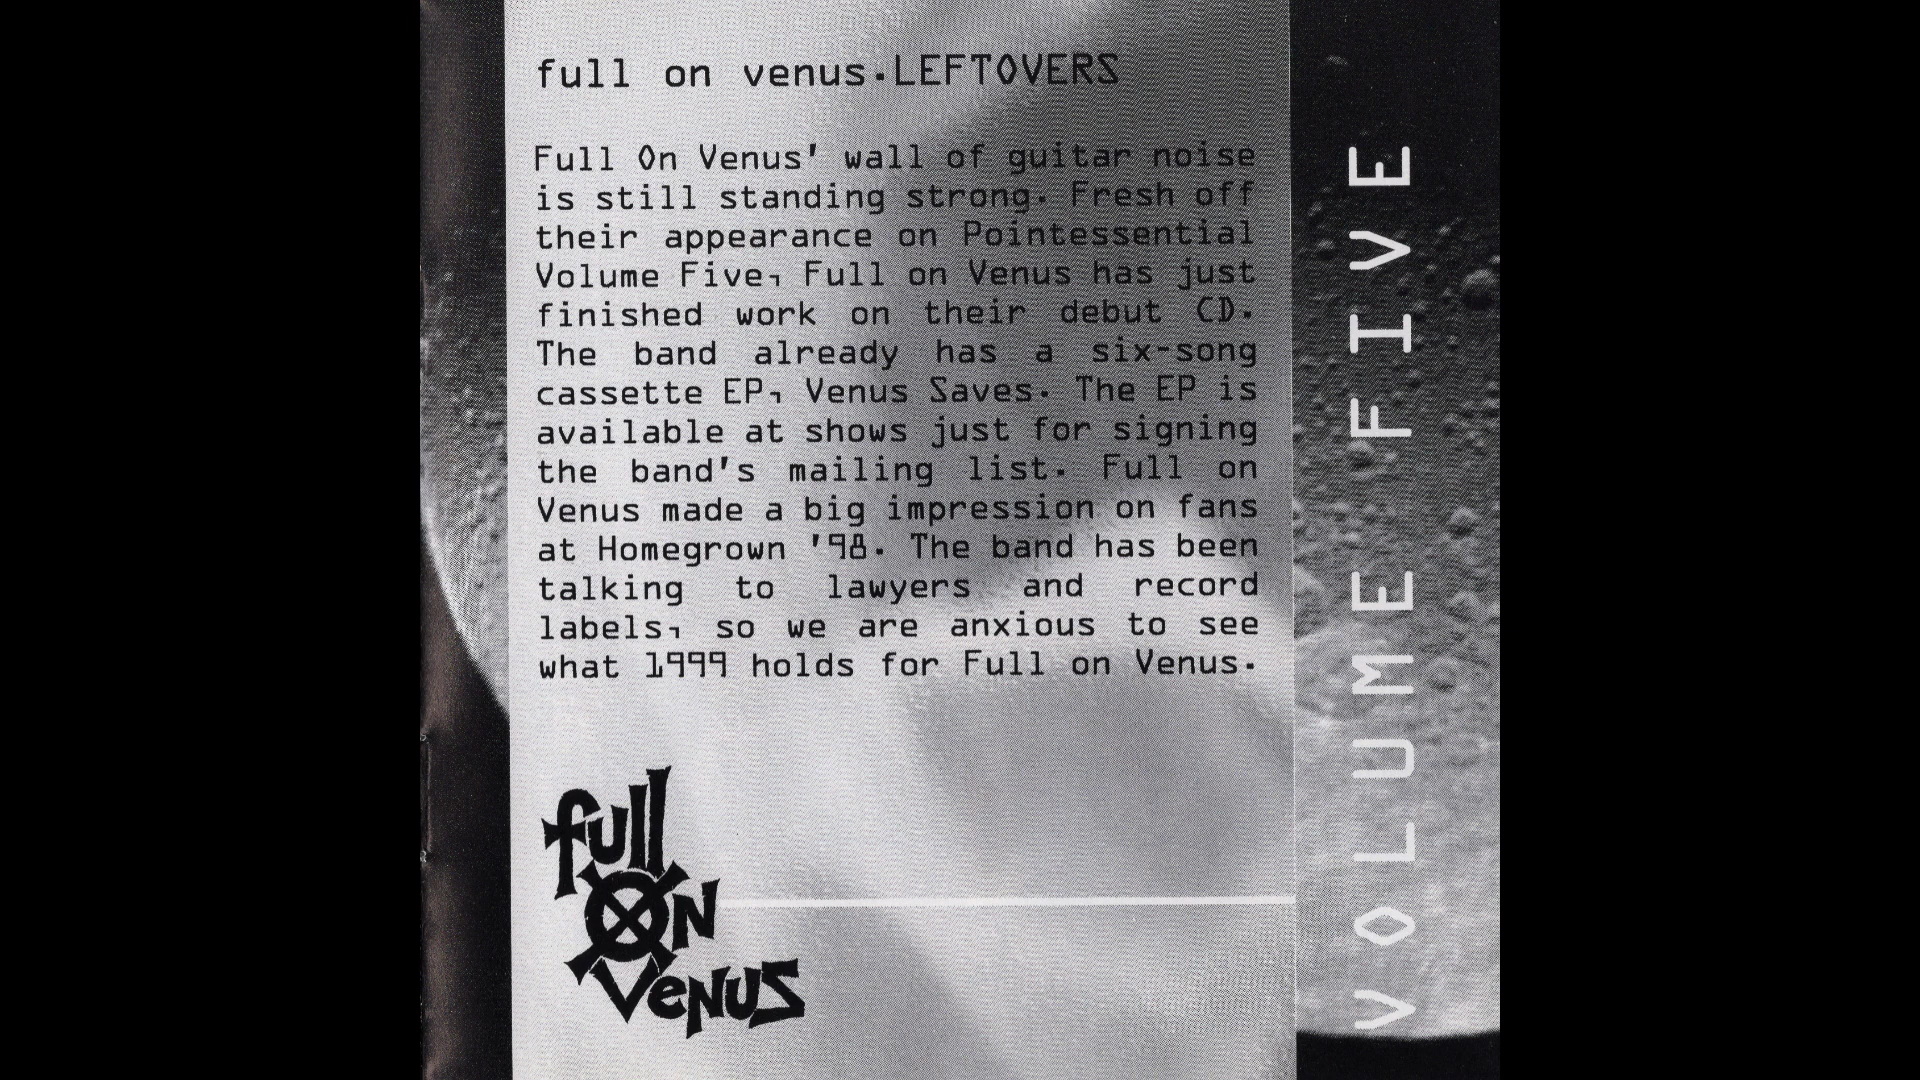 full on venus.LEFTOVERS
Full On Venus' wall of guitar noise
is still standing strong. Fresh off
their appearance on Pointessential
Volume Five, Full on Venus has just
finished work on their debut CD.
The band already has a six-song
cassette EP, Venus Saves. The EP is
available at shows just for signing
the band's mailing list. Full on
Venus made a big impression on fans
at Homegrown '98. The band has been
talking to lawyers and record
labels, so we are anxious to see
what 1999 holds for Full on Venus.
full
ON
VeNUS
VOLUME FIVE